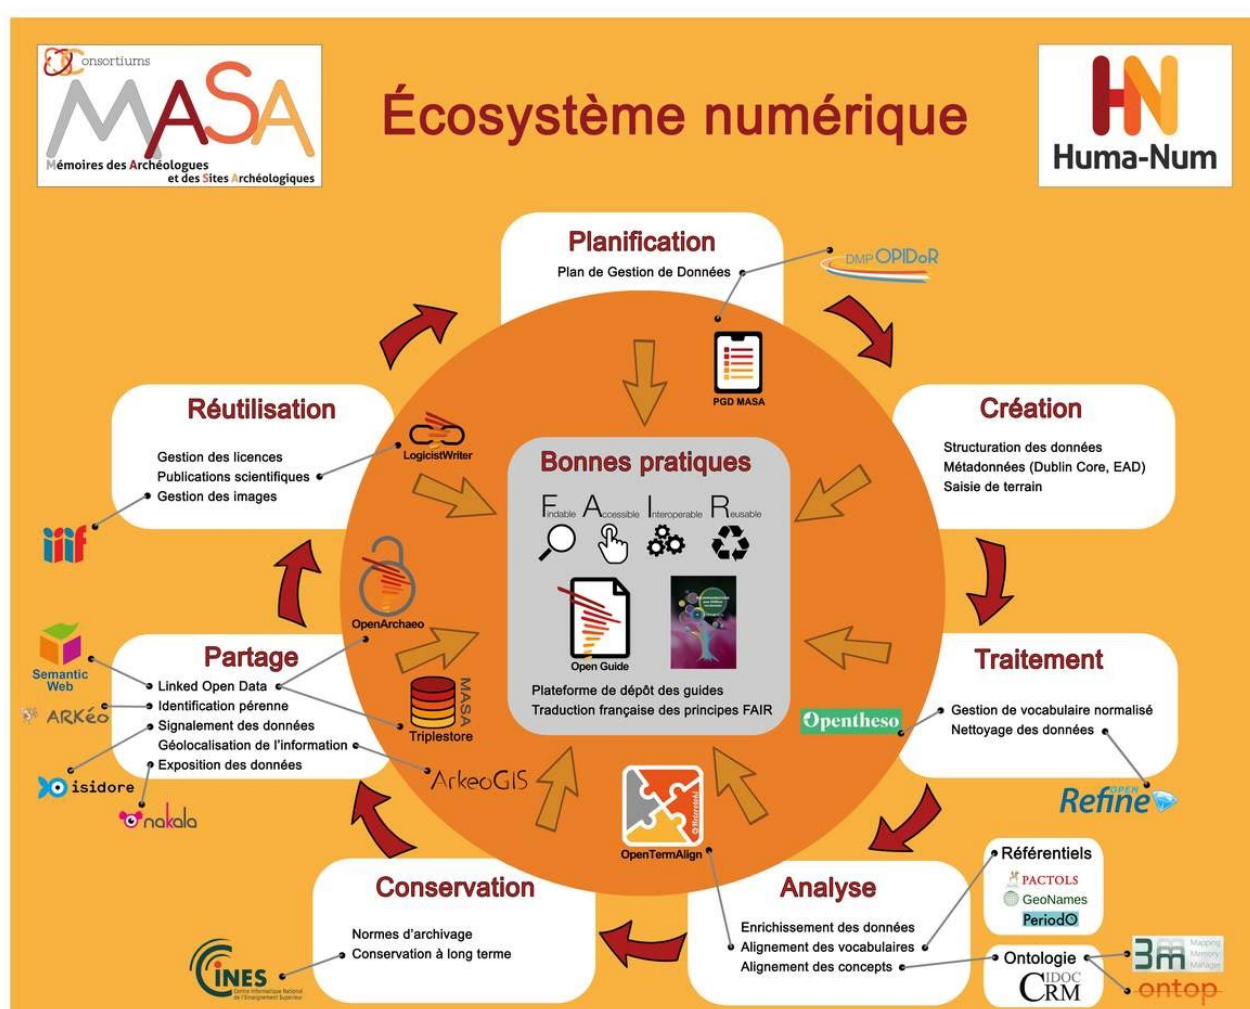 Consortiums
MASA
Mémoires des Archéologues
et des Sites Archéologiques
Écosystème numérique
HN
Huma-Num
Planification
Plan de Gestion de Données
DMP OPIDoR
PGD MASA
Création
Structuration des données
Métadonnées (Dublin Core, EAD)
Saisie de terrain
Traitement
Gestion de vocabulaire normalisé
Nettoyage des données
Opentheso
OPEN
Refine
Analyse
Enrichissement des données
Alignement des vocabulaires
Alignement des concepts
OpenTermAlign
Référentiels
PACTOLS
GeoNames
PeriodO
Ontologie
CIDOC
CRM
3m
Mapping
Memory
Manager
ontop
Conservation
Normes d'archivage
Conservation à long terme
CINES
Centre Informatique National
de l'Enseignement Supérieur
Partage
Linked Open Data
Identification pérenne
Signalement des données
Géolocalisation de l'information
Exposition des données
Semantic
Web
ARKéo
isidore
nakala
OpenArchaeo
MASA
Triplestore
ArkeoGIS
Réutilisation
Gestion des licences
Publications scientifiques
Gestion des images
LogicistWriter
iiif
Bonnes pratiques
Findable Accessible Interoperable Reusable
Open Guide
Plateforme de dépôt des guides
Traduction française des principes FAIR